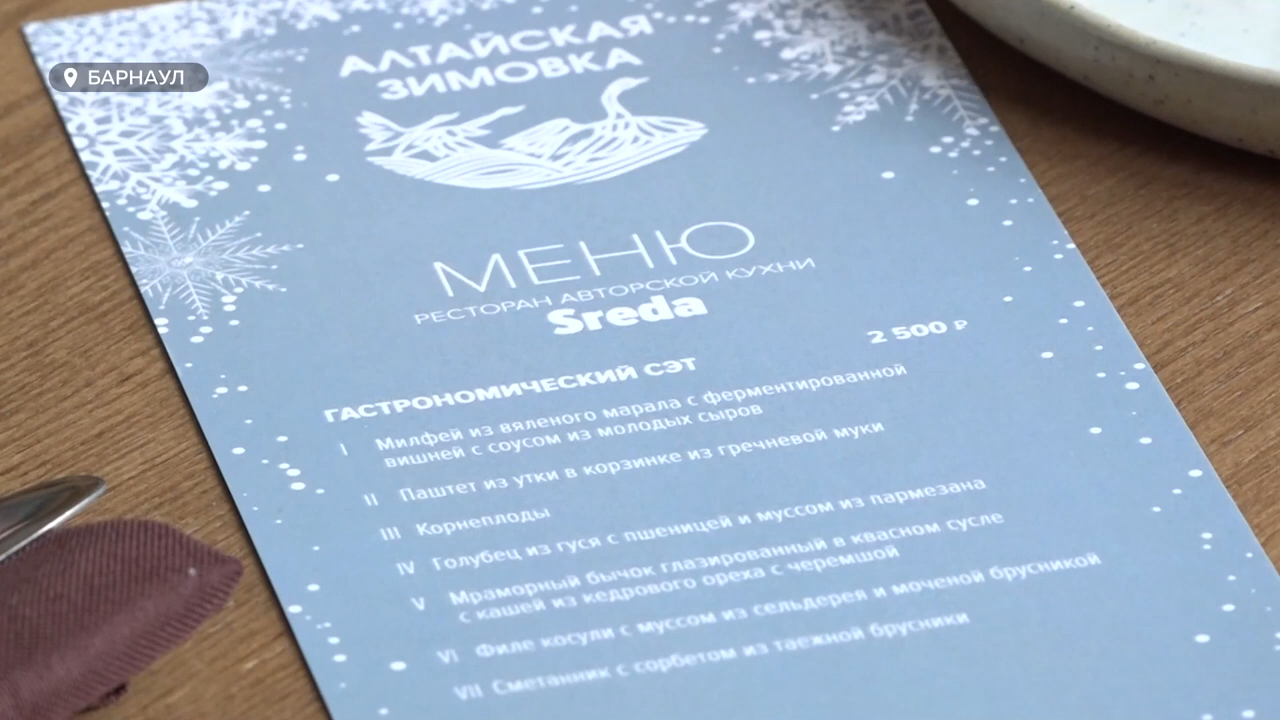 БАРНАУЛ
АЛТАЙСКАЯ
ЗИМОВКА
МЕНЮ
РЕСТОРАН АВТОРСКОЙ КУХНИ
Sreda
ГАСТРОНОМИЧЕСКИЙ СЭТ 2 500 ₽
I Милфей из вяленого марала с ферментированной
вишней с соусом из молодых сыров
II Паштет из утки в корзинке из гречневой муки
III Корнеплоды
IV Голубец из гуся с пшеницей и муссом из пармезана
V Мраморный бычок глазированный в квасном сусле
с кашей из кедрового ореха с черемшой
VI Филе косули с муссом из сельдерея и моченой брусникой
VII Сметанник с сорбетом из таежной брусники